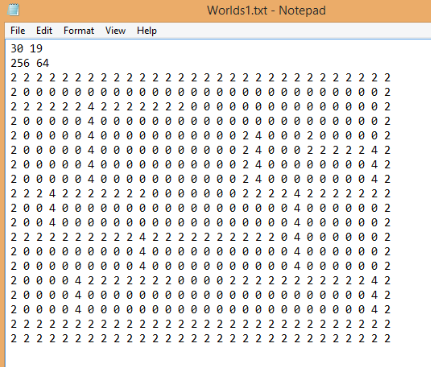 Worlds1.txt - Notepad
File Edit Format View Help
30 19
256 64
2 2 2 2 2 2 2 2 2 2 2 2 2 2 2 2 2 2 2 2 2 2 2 2 2 2 2 2 2 2
2 0 0 0 0 0 0 0 0 0 0 0 0 0 0 0 0 0 0 0 0 0 0 0 0 0 0 0 0 2
2 2 2 2 2 2 4 2 2 2 2 2 2 2 0 0 0 0 0 0 0 0 0 0 0 0 0 0 0 2
2 0 0 0 0 0 4 0 0 0 0 0 0 0 0 0 0 0 0 0 0 0 0 0 0 0 0 0 0 2
2 0 0 0 0 0 4 0 0 0 0 0 0 0 0 0 0 0 2 4 0 0 0 2 0 0 0 0 0 2
2 0 0 0 0 0 4 0 0 0 0 0 0 0 0 0 0 0 2 4 0 0 0 2 2 2 2 2 4 2
2 0 0 0 0 0 4 0 0 0 0 0 0 0 0 0 0 0 2 4 0 0 0 0 0 0 0 0 4 2
2 0 0 0 0 0 4 0 0 0 0 0 0 0 0 0 0 0 2 4 0 0 0 0 0 0 0 0 4 2
2 2 2 4 2 2 2 2 2 2 2 0 0 0 0 0 0 0 2 2 2 2 4 2 2 2 2 2 2 2
2 0 0 4 0 0 0 0 0 0 0 0 0 0 0 0 0 0 0 0 0 0 4 0 0 0 0 0 0 2
2 0 0 4 0 0 0 0 0 0 0 0 0 0 0 0 0 0 0 0 0 0 4 0 0 0 0 0 0 2
2 2 2 2 2 2 2 2 2 2 4 2 2 2 2 2 2 2 2 2 2 0 4 0 0 0 0 0 0 2
2 0 0 0 0 0 0 0 0 0 4 0 0 0 0 0 0 0 0 0 0 0 4 0 0 0 0 0 0 2
2 0 0 0 0 0 0 0 0 0 4 0 0 0 0 0 0 0 0 0 0 0 4 0 0 0 0 0 0 2
2 0 0 0 0 4 2 2 2 2 2 2 2 0 0 0 0 2 2 2 2 2 2 2 2 2 2 2 4 2
2 0 0 0 0 4 0 0 0 0 0 0 0 0 0 0 0 0 0 0 0 0 0 0 0 0 0 0 4 2
2 0 0 0 0 4 0 0 0 0 0 0 0 0 0 0 0 0 0 0 0 0 0 0 0 0 0 0 4 2
2 2 2 2 2 2 2 2 2 2 2 2 2 2 2 2 2 2 2 2 2 2 2 2 2 2 2 2 2 2
2 2 2 2 2 2 2 2 2 2 2 2 2 2 2 2 2 2 2 2 2 2 2 2 2 2 2 2 2 2